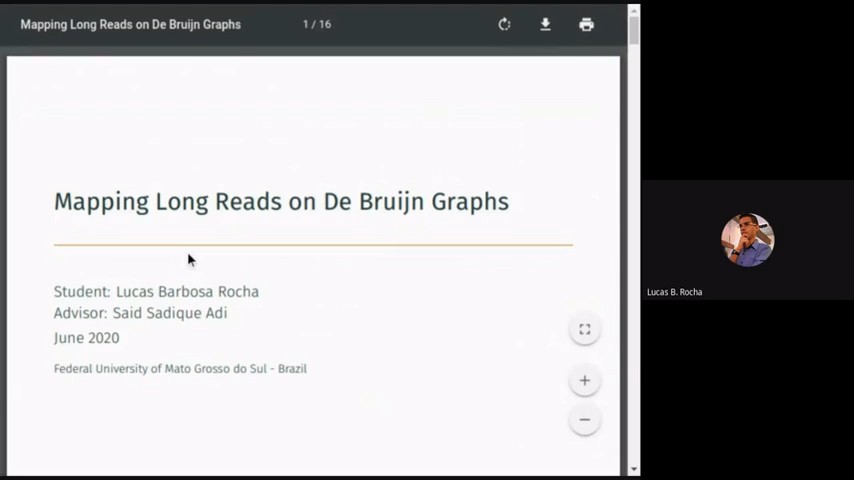 Mapping Long Reads on De Bruijn Graphs
1 / 16
Mapping Long Reads on De Bruijn Graphs
Student: Lucas Barbosa Rocha
Advisor: Said Sadique Adi
June 2020
Federal University of Mato Grosso do Sul - Brazil
Lucas B. Rocha